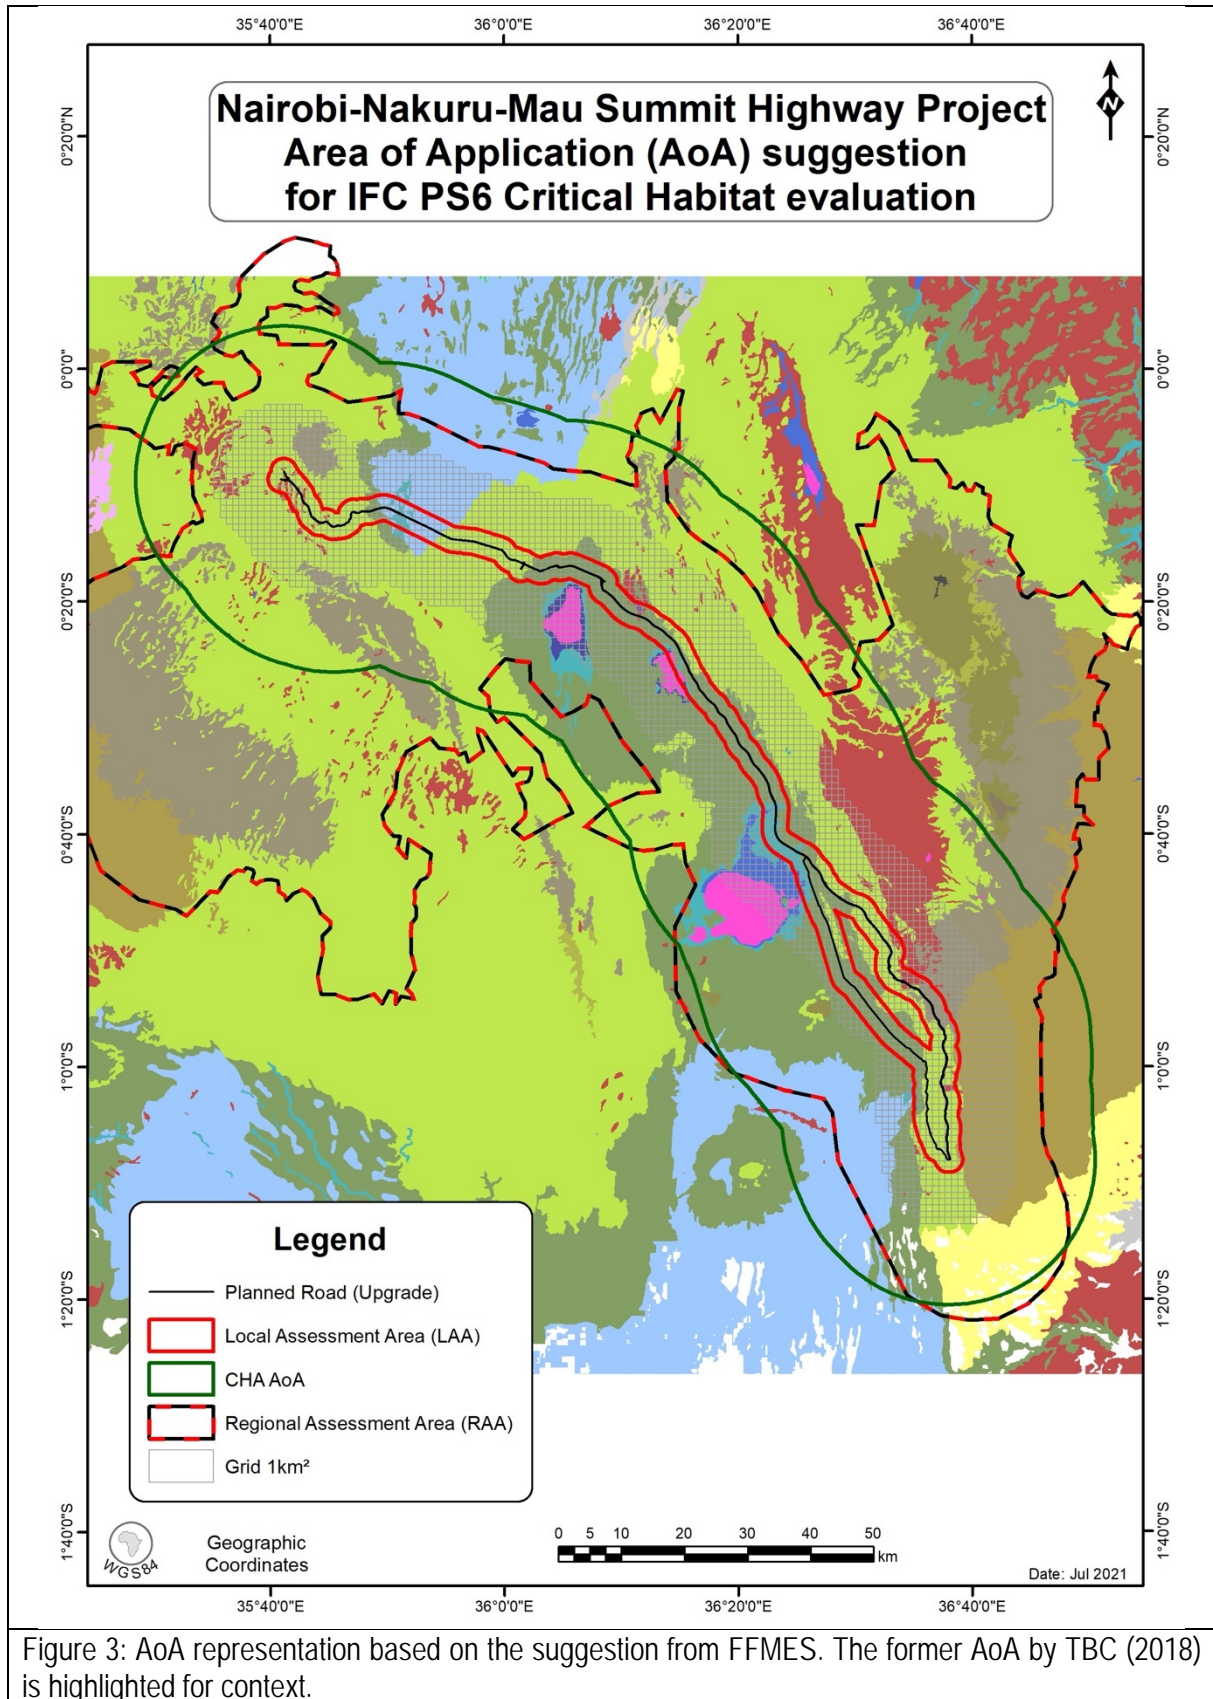 35°40'0"E 36°0'0"E 36°20'0"E 36°40'0"E
Nairobi-Nakuru-Mau Summit Highway Project
Area of Application (AoA) suggestion
for IFC PS6 Critical Habitat evaluation
N
0°20'0"N 0°20'0"N
0°0'0" 0°0'0"
0°20'0"S 0°20'0"S
0°40'0"S 0°40'0"S
1°0'0"S 1°0'0"S
1°20'0"S 1°20'0"S
1°40'0"S 1°40'0"S
Legend
Planned Road (Upgrade)
Local Assessment Area (LAA)
CHA AoA
Regional Assessment Area (RAA)
Grid 1km²
WGS84
Geographic
Coordinates
0 5 10 20 30 40 50
km
Date: Jul 2021
35°40'0"E 36°0'0"E 36°20'0"E 36°40'0"E
Figure 3: AoA representation based on the suggestion from FFMES. The former AoA by TBC (2018)
is highlighted for context.